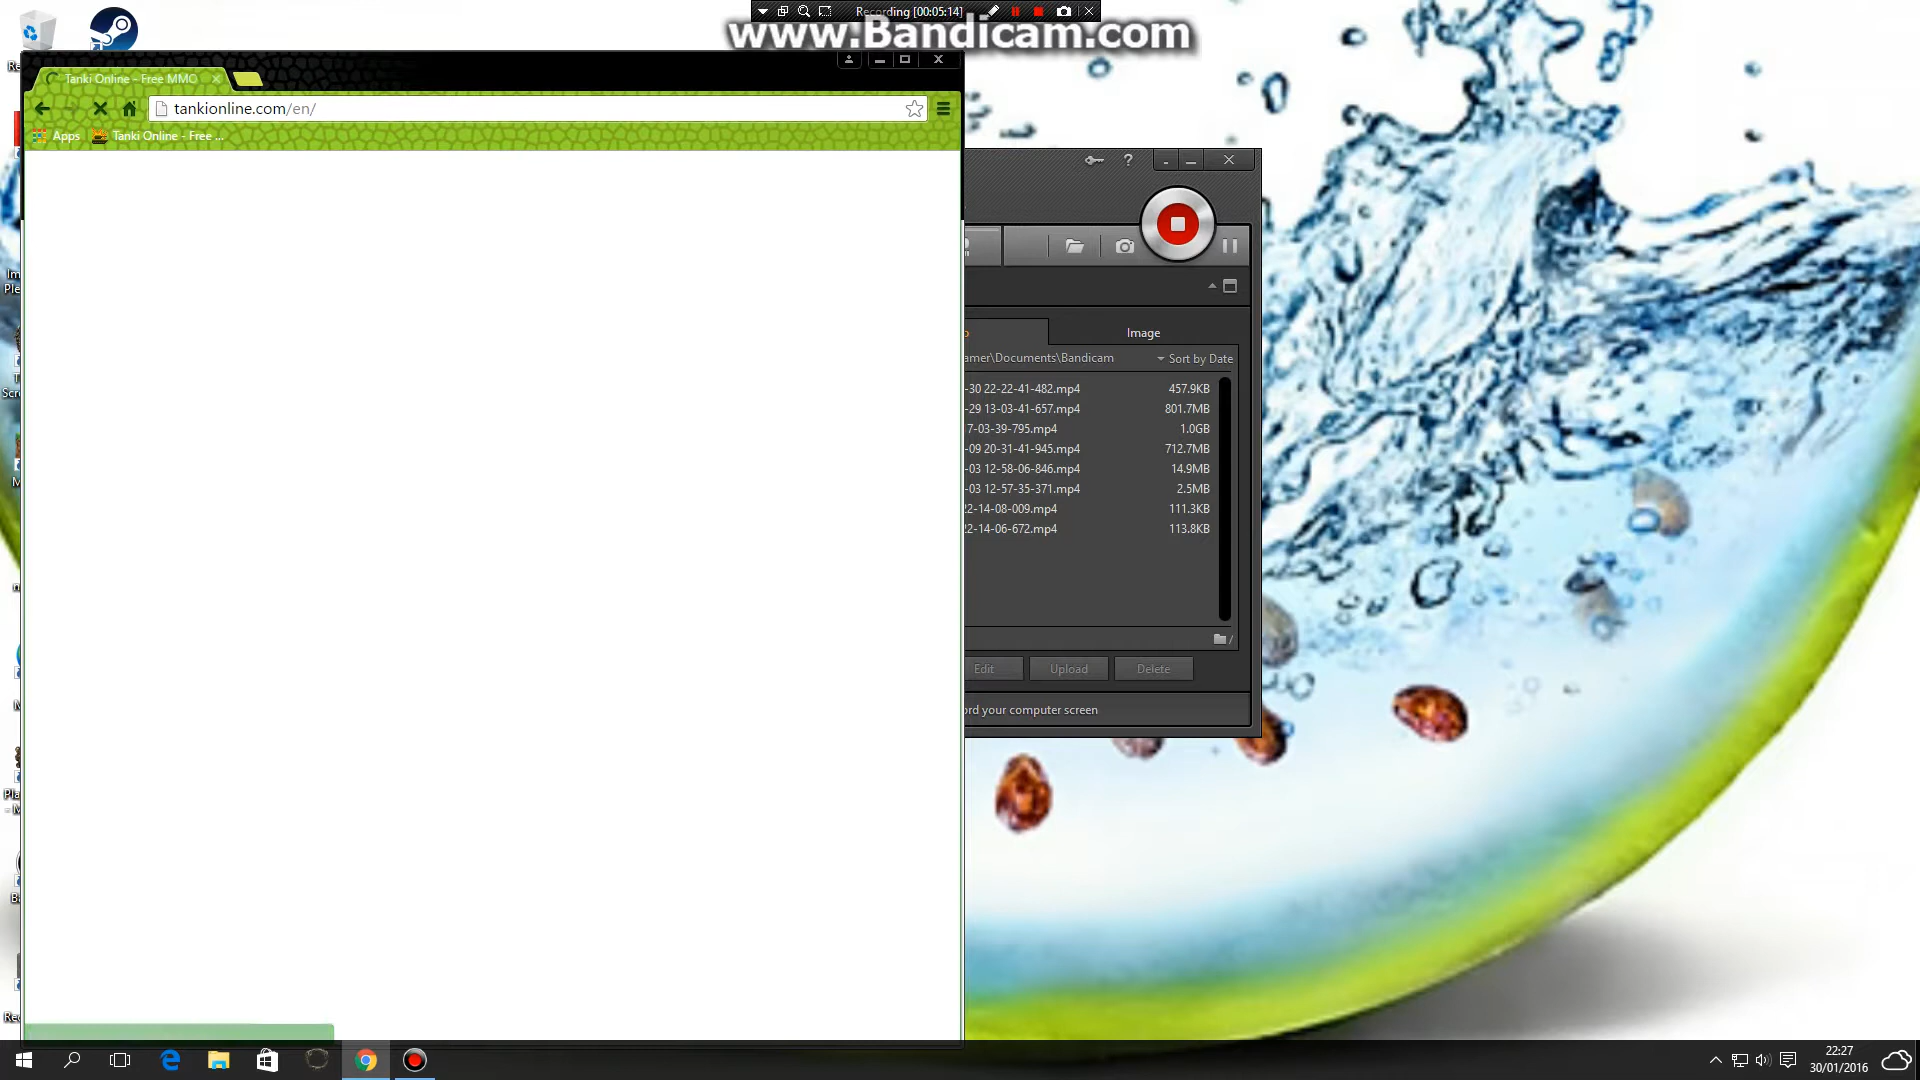 Recording [00:05:14]
www.Bandicam.com
Tanki Online - Free MMO
tankionline.com/en/
Apps
Tanki Online - Free ...
?
Image
amer\Documents\Bandicam
Sort by Date
-30 22-22-41-482.mp4 457.9KB
-29 13-03-41-657.mp4 801.7MB
7-03-39-795.mp4 1.0GB
-09 20-31-41-945.mp4 712.7MB
-03 12-58-06-846.mp4 14.9MB
-03 12-57-35-371.mp4 2.5MB
22-14-08-009.mp4 111.3KB
22-14-06-672.mp4 113.8KB
Edit
Upload
Delete
ord your computer screen
22:27
30/01/2016